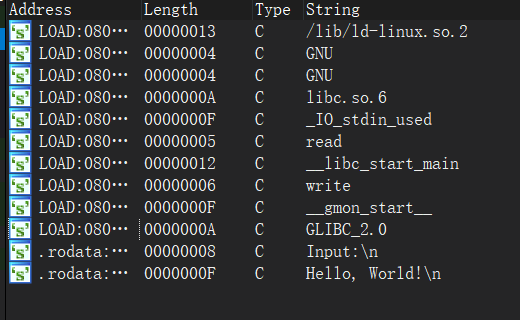 Address Length Type String
's' LOAD:080… 00000013 C /lib/ld-linux.so.2
's' LOAD:080… 00000004 C GNU
's' LOAD:080… 00000004 C GNU
's' LOAD:080… 0000000A C libc.so.6
's' LOAD:080… 0000000F C _IO_stdin_used
's' LOAD:080… 00000005 C read
's' LOAD:080… 00000012 C __libc_start_main
's' LOAD:080… 00000006 C write
's' LOAD:080… 0000000F C __gmon_start__
's' LOAD:080… 0000000A C GLIBC_2.0
's' .rodata:… 00000008 C Input:\n
's' .rodata:… 0000000F C Hello, World!\n